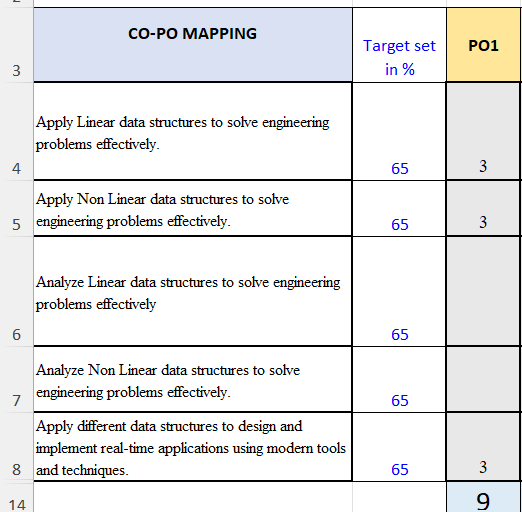 CO-PO MAPPING
Target set
in %
PO1
3
Apply Linear data structures to solve engineering
problems effectively.
4
65
3
Apply Non Linear data structures to solve
engineering problems effectively.
5
65
3
Analyze Linear data structures to solve engineering
problems effectively
6
65
Analyze Non Linear data structures to solve
engineering problems effectively.
7
65
Apply different data structures to design and
implement real-time applications using modern tools
and techniques.
8
65
3
14
9